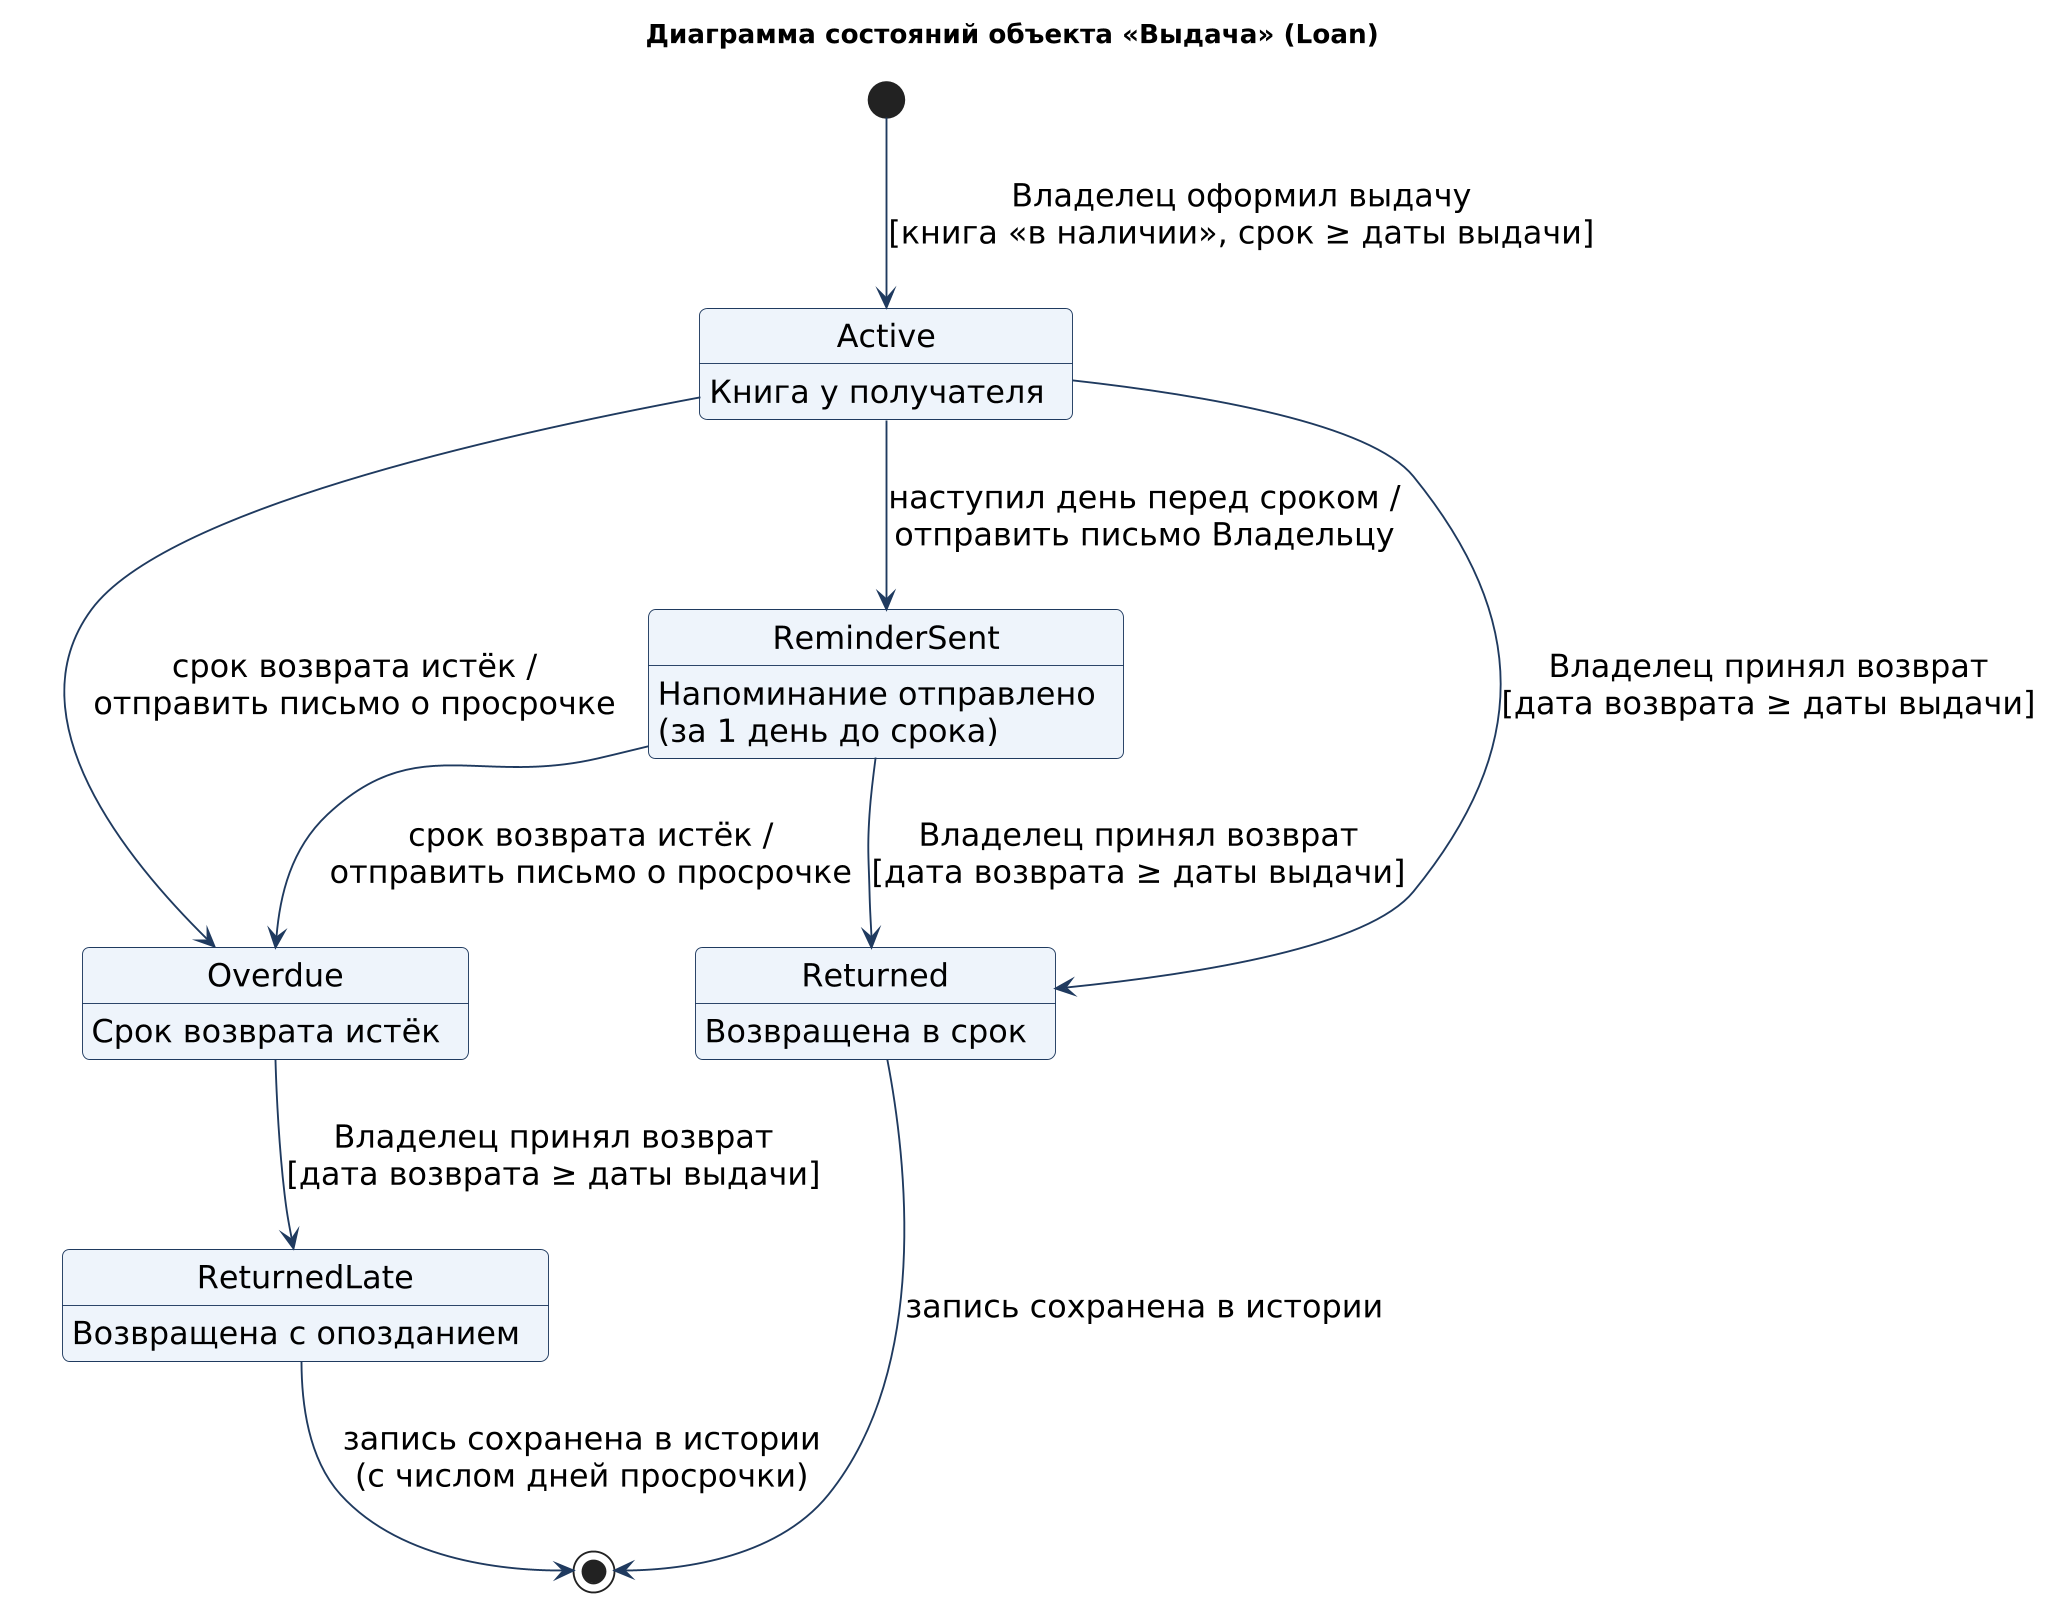 Диаграмма состояний объекта «Выдача» (Loan)
Владелец оформил выдачу
[книга «в наличии», срок ≥ даты выдачи]
Active
Книга у получателя
наступил день перед сроком /
отправить письмо Владельцу
ReminderSent
Напоминание отправлено
(за 1 день до срока)
срок возврата истёк /
отправить письмо о просрочке
Владелец принял возврат
[дата возврата ≥ даты выдачи]
срок возврата истёк /
отправить письмо о просрочке
Владелец принял возврат
[дата возврата ≥ даты выдачи]
Overdue
Срок возврата истёк
Returned
Возвращена в срок
Владелец принял возврат
[дата возврата ≥ даты выдачи]
ReturnedLate
Возвращена с опозданием
запись сохранена в истории
запись сохранена в истории
(с числом дней просрочки)